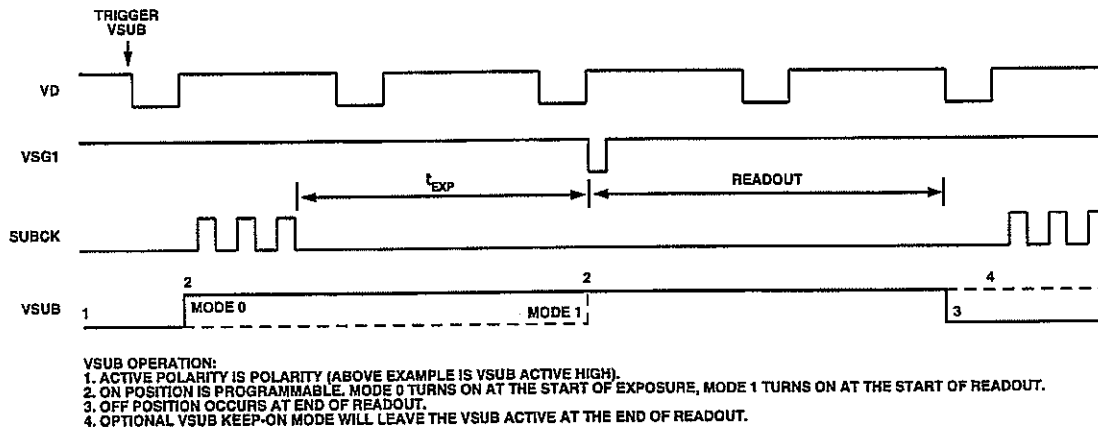 TRIGGER
VSUB
VD
VSG1
tEXP
READOUT
SUBCK
2
2
4
VSUB
1
MODE 0
MODE 1
3
VSUB OPERATION:
1. ACTIVE POLARITY IS POLARITY (ABOVE EXAMPLE IS VSUB ACTIVE HIGH).
2. ON POSITION IS PROGRAMMABLE. MODE 0 TURNS ON AT THE START OF EXPOSURE, MODE 1 TURNS ON AT THE START OF READOUT.
3. OFF POSITION OCCURS AT END OF READOUT.
4. OPTIONAL VSUB KEEP-ON MODE WILL LEAVE THE VSUB ACTIVE AT THE END OF READOUT.